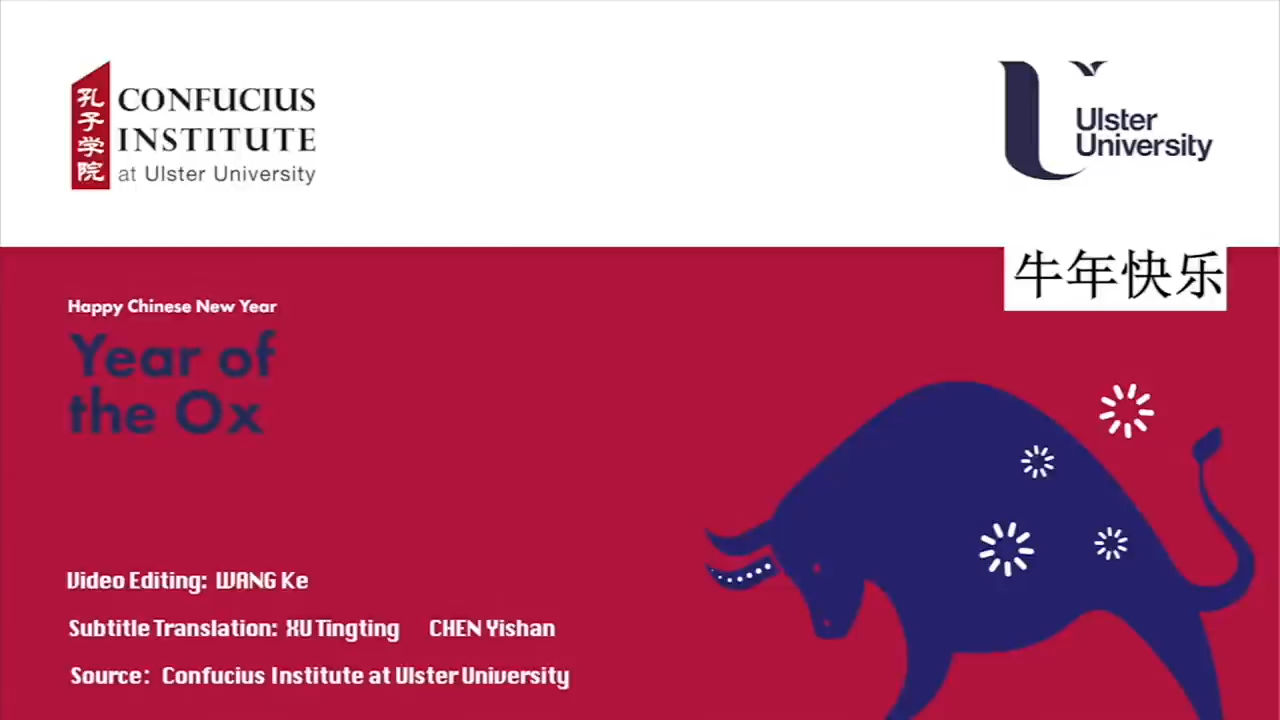 孔子学院
CONFUCIUS
INSTITUTE
at Ulster University
Ulster
University
牛年快乐
Happy Chinese New Year
Year of
the Ox
Video Editing: WANG Ke
Subtitle Translation: XU Tingting CHEN Yishan
Source: Confucius Institute at Ulster University